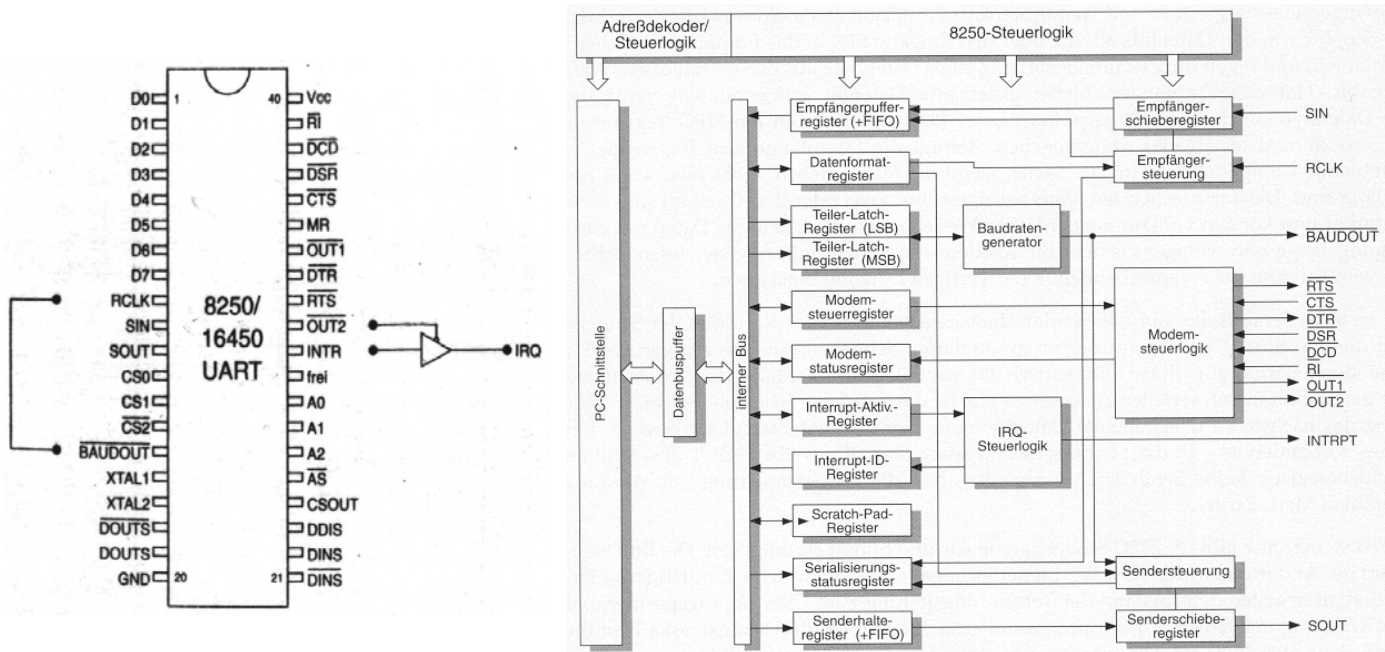 D0
1
D1
D2
D3
D4
D5
D6
D7
RCLK
SIN
SOUT
CS0
CS1
CS2
BAUDOUT
XTAL1
XTAL2
DOUTS
DOUTS
GND
20
8250/
16450
UART
40
Vcc
RI
DCD
DSR
CTS
MR
OUT1
DTR
RTS
OUT2
INTR
frei
A0
A1
A2
AS
CSOUT
DDIS
DINS
21
DINS
IRQ
Adreßdekoder/
Steuerlogik
8250-Steuerlogik
PC-Schnittstelle
Datenbuspuffer
interner Bus
Empfängerpuffer-
register (+FIFO)
Datenformat-
register
Teiler-Latch-
Register (LSB)
Teiler-Latch-
Register (MSB)
Modem-
steuerregister
Modem-
statusregister
Interrupt-Aktiv.-
Register
Interrupt-ID-
Register
Scratch-Pad-
Register
Serialisierungs-
statusregister
Senderhalte-
register (+FIFO)
Baudraten-
generator
IRQ-
Steuerlogik
Empfänger-
schieberegister
Empfänger-
steuerung
Modem-
steuerlogik
Sendersteuerung
Senderschiebe-
register
SIN
RCLK
BAUDOUT
RTS
CTS
DTR
DSR
DCD
RI
OUT1
OUT2
INTRPT
SOUT